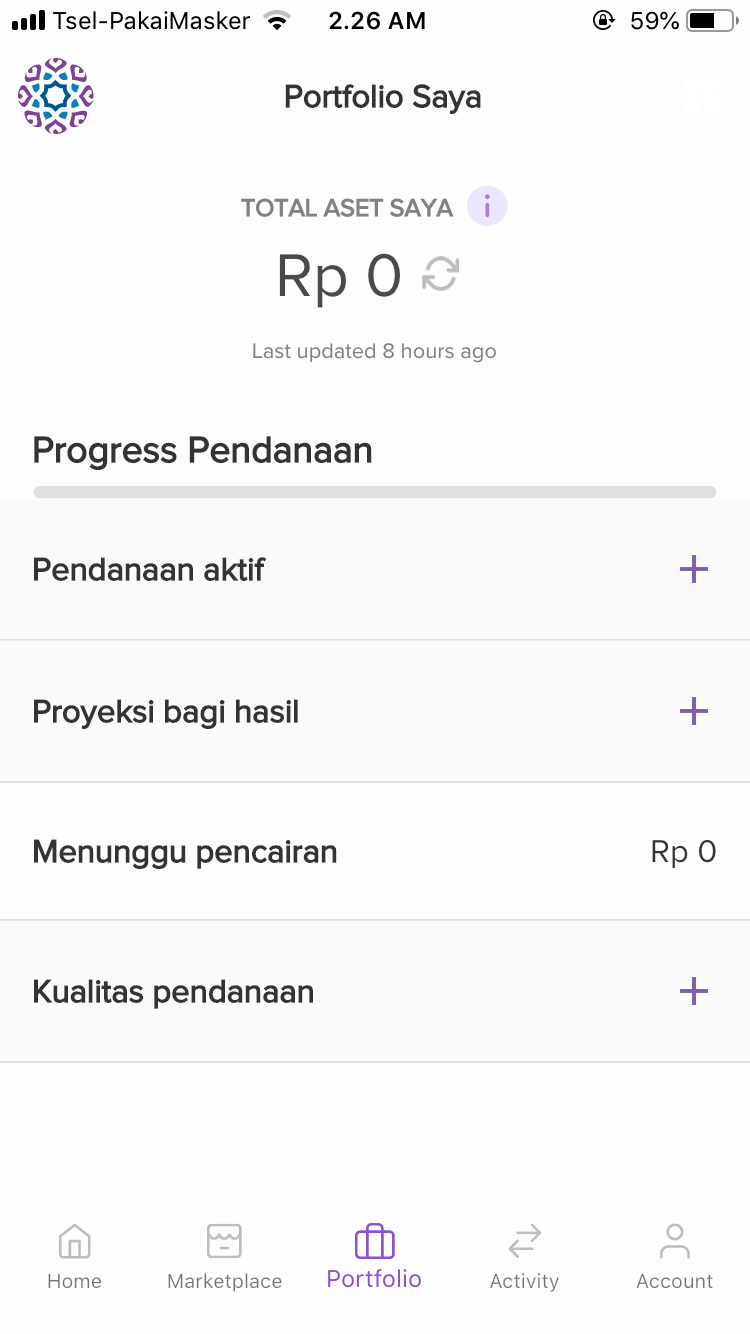 Tsel-PakaiMasker 2.26 AM 59%
Portfolio Saya
TOTAL ASET SAYA i
Rp 0
Last updated 8 hours ago
Progress Pendanaan
Pendanaan aktif +
Proyeksi bagi hasil +
Menunggu pencairan Rp 0
Kualitas pendanaan +
Home Marketplace Portfolio Activity Account